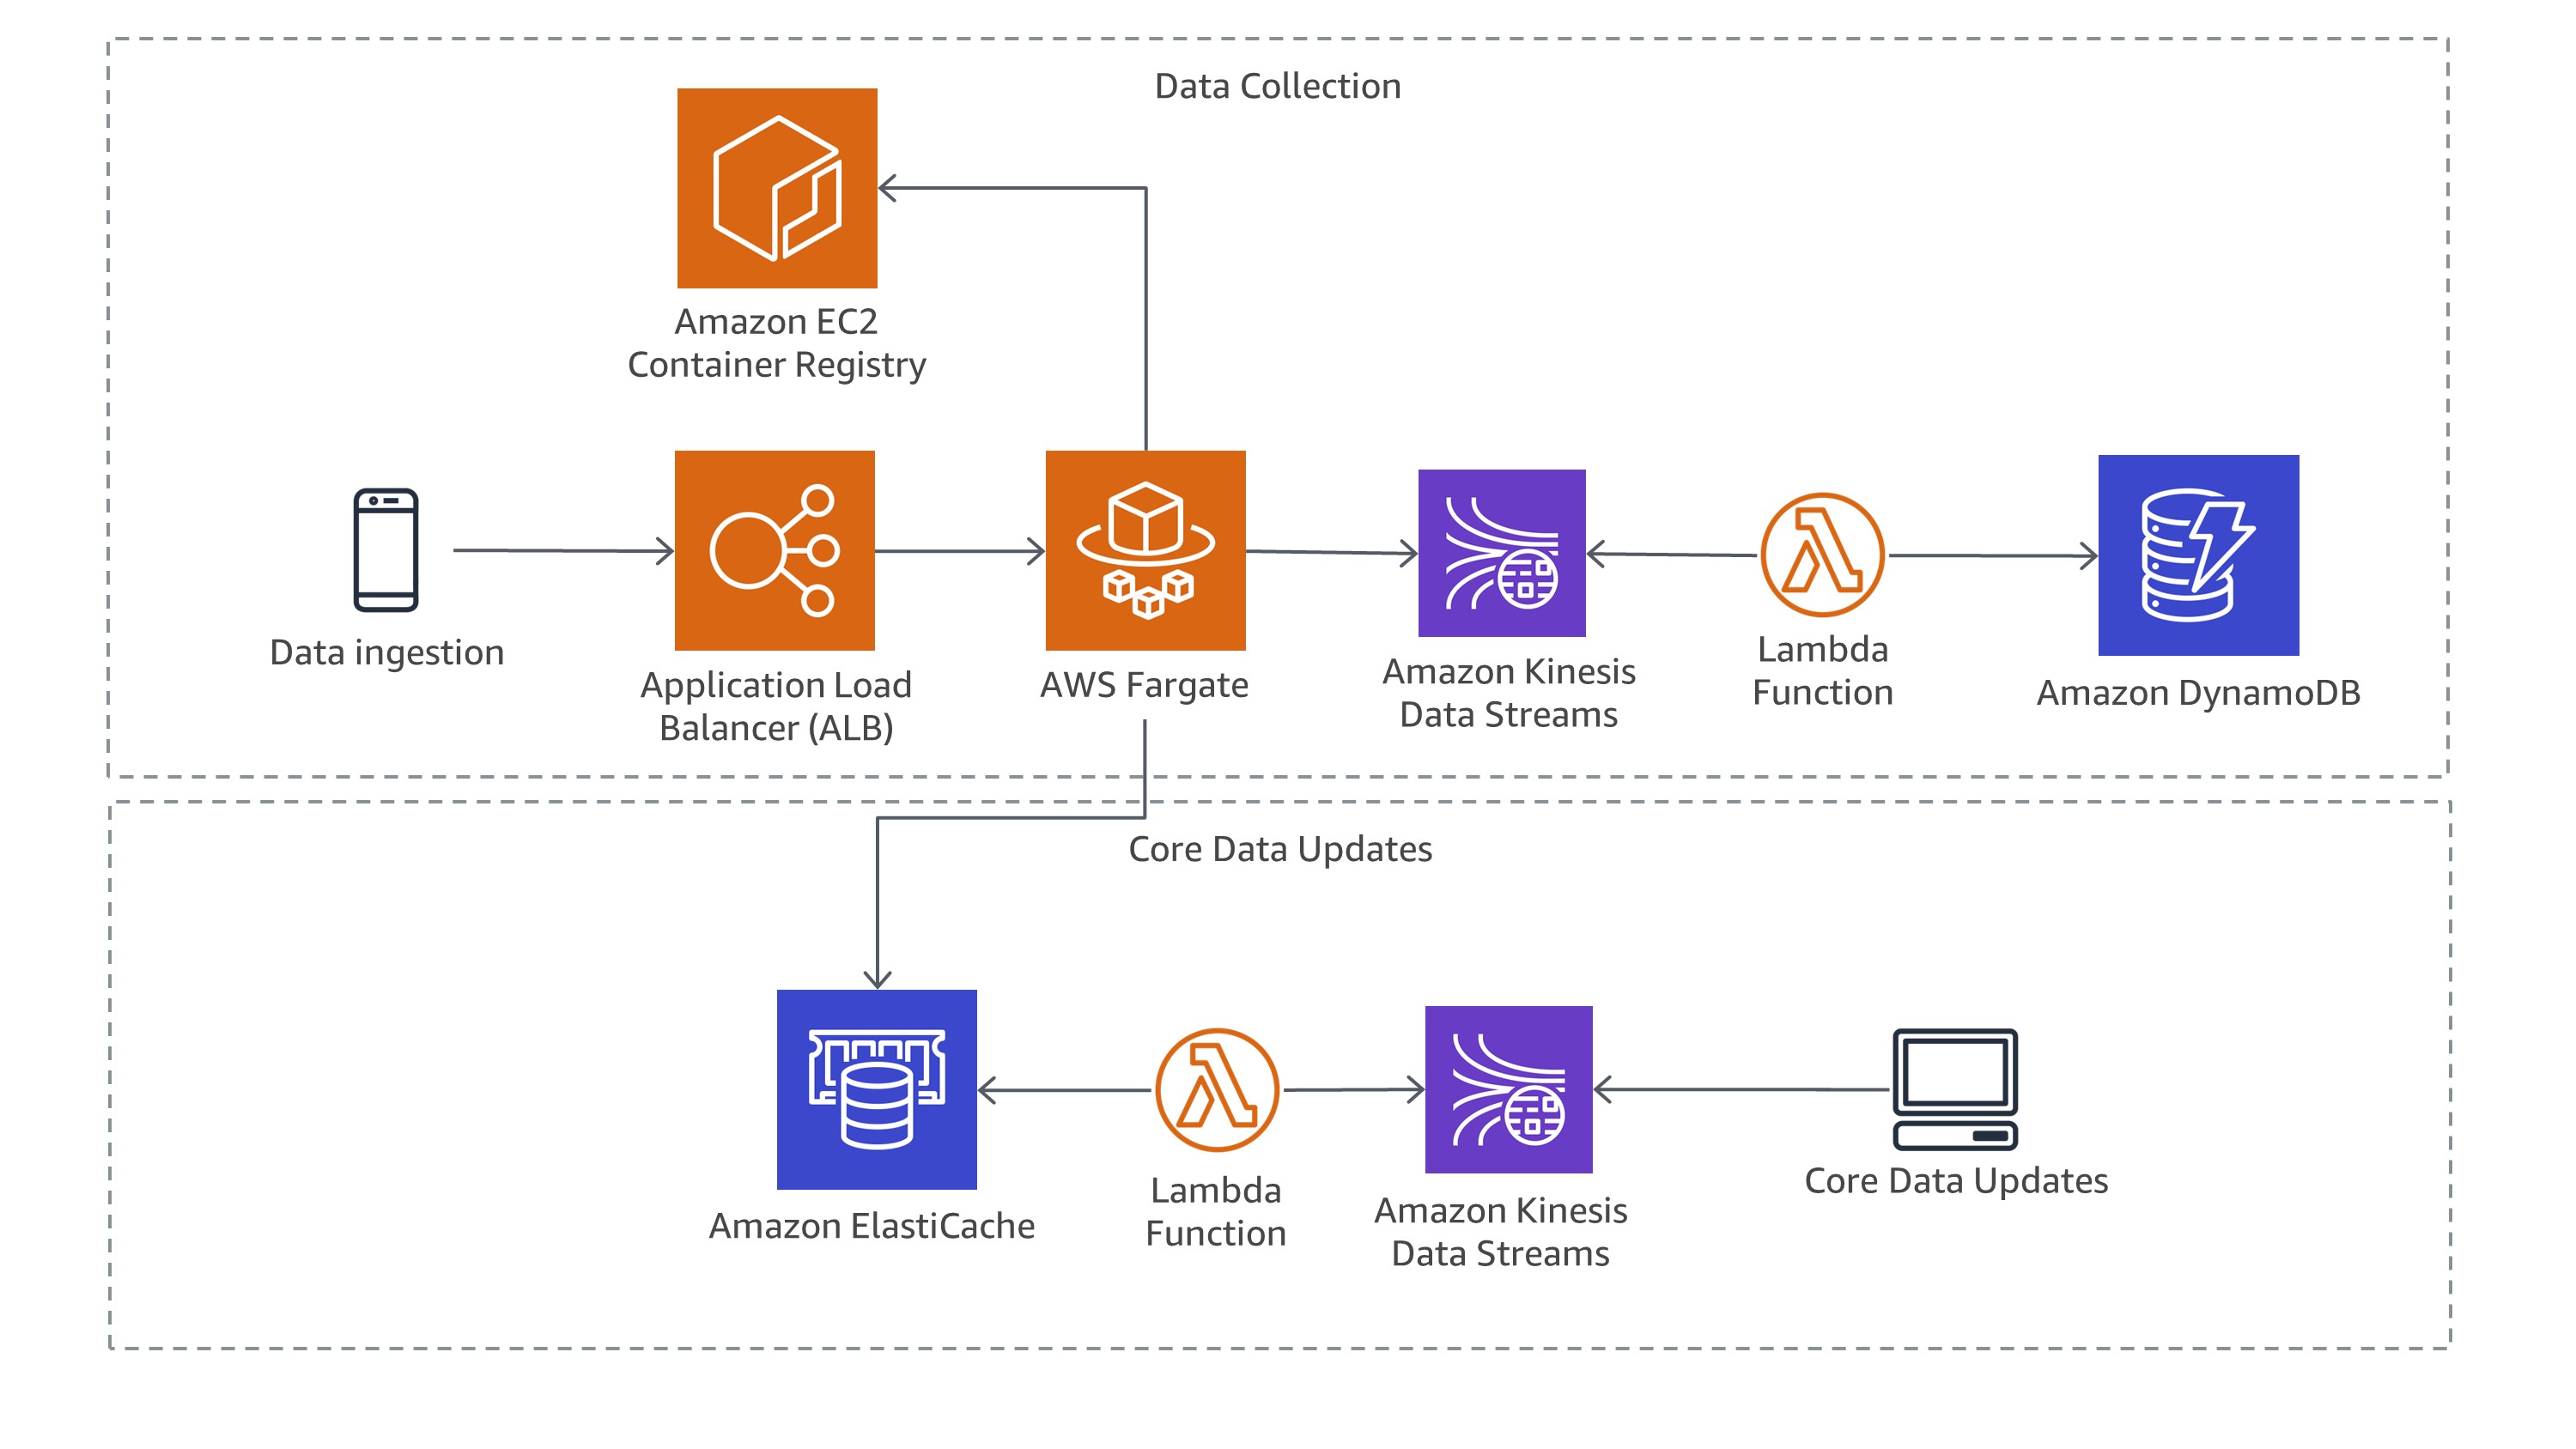 Data Collection
Amazon EC2
Container Registry
Data ingestion
Application Load
Balancer (ALB)
AWS Fargate
Amazon Kinesis
Data Streams
Lambda
Function
Amazon DynamoDB
Core Data Updates
Amazon ElastiCache
Lambda
Function
Amazon Kinesis
Data Streams
Core Data Updates